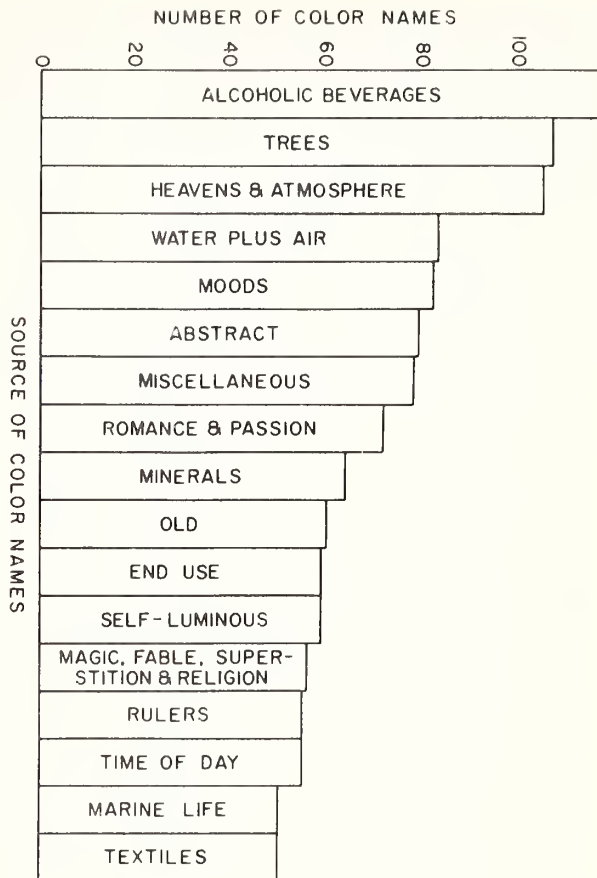 NUMBER OF COLOR NAMES
0 20 40 60 80 100
ALCOHOLIC BEVERAGES
TREES
HEAVENS & ATMOSPHERE
WATER PLUS AIR
MOODS
ABSTRACT
MISCELLANEOUS
ROMANCE & PASSION
MINERALS
OLD
END USE
SELF-LUMINOUS
MAGIC, FABLE, SUPER-
STITION & RELIGION
RULERS
TIME OF DAY
MARINE LIFE
TEXTILES
SOURCE OF COLOR NAMES